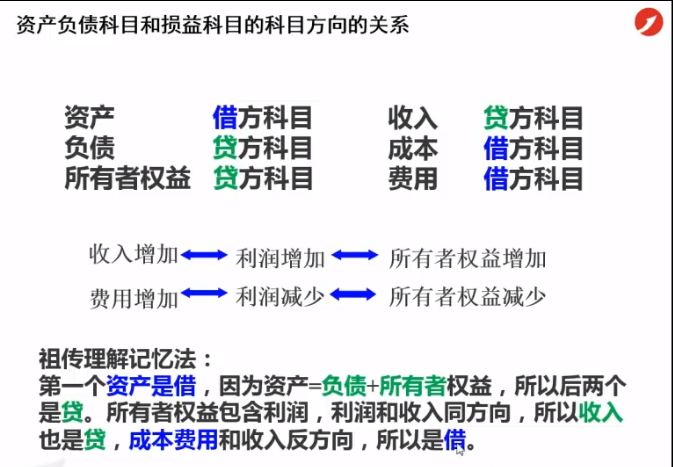 资产负债科目和损益科目的科目方向的关系
资产 借方科目 收入 贷方科目
负债 贷方科目 成本 借方科目
所有者权益 贷方科目 费用 借方科目
收入增加 利润增加 所有者权益增加
费用增加 利润减少 所有者权益减少
祖传理解记忆法：
第一个资产是借，因为资产=负债+所有者权益，所以后两个
是贷。所有者权益包含利润，利润和收入同方向，所以收入
也是贷，成本费用和收入反方向，所以是借。